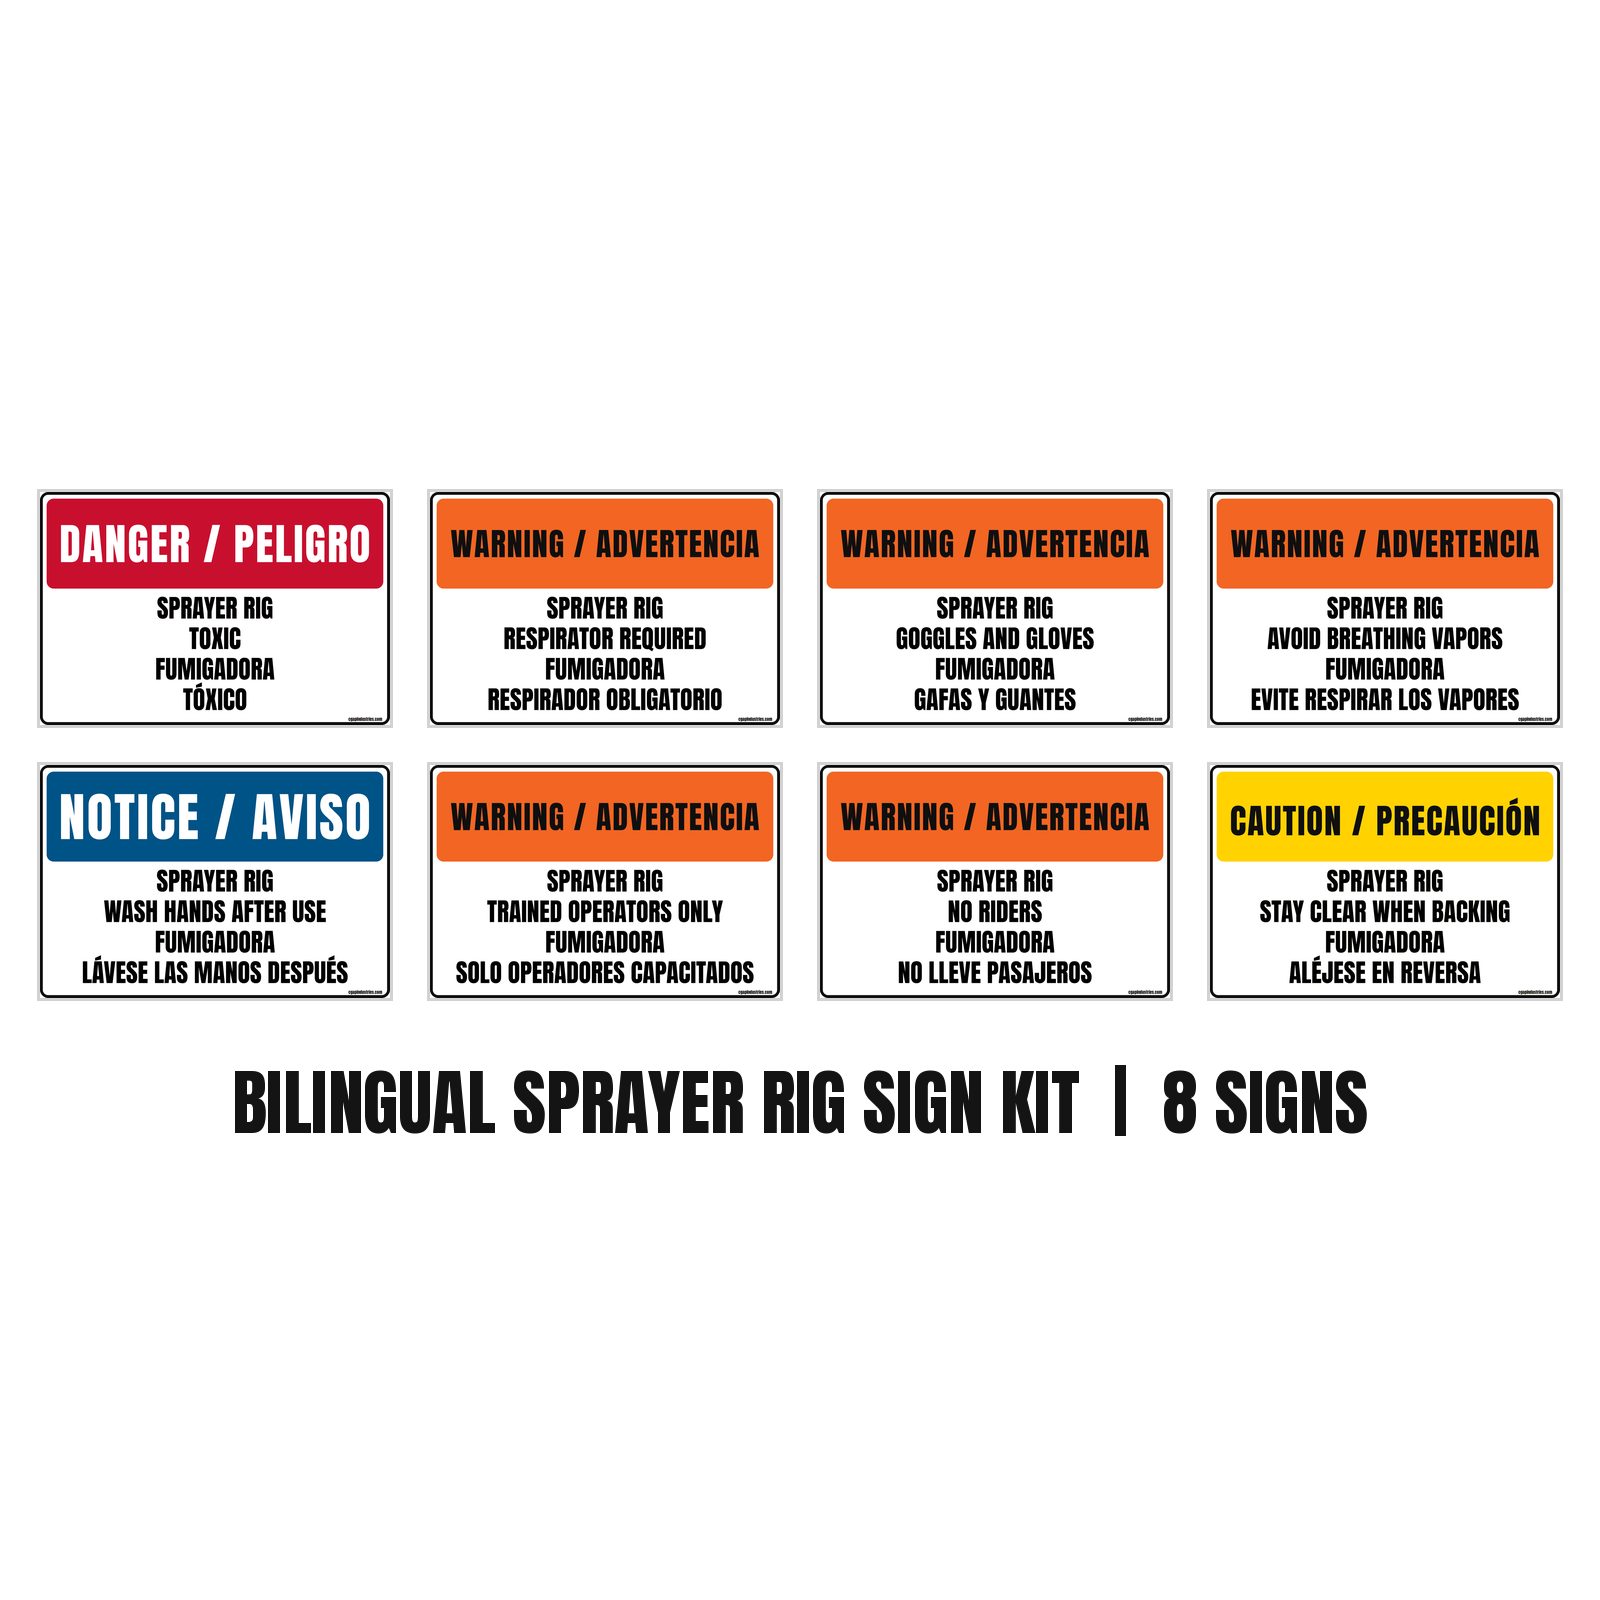 DANGER / PELIGRO
SPRAYER RIG
TOXIC
FUMIGADORA
TÓXICO
WARNING / ADVERTENCIA
SPRAYER RIG
RESPIRATOR REQUIRED
FUMIGADORA
RESPIRADOR OBLIGATORIO
WARNING / ADVERTENCIA
SPRAYER RIG
GOGGLES AND GLOVES
FUMIGADORA
GAFAS Y GUANTES
WARNING / ADVERTENCIA
SPRAYER RIG
AVOID BREATHING VAPORS
FUMIGADORA
EVITE RESPIRAR LOS VAPORES
NOTICE / AVISO
SPRAYER RIG
WASH HANDS AFTER USE
FUMIGADORA
LÁVESE LAS MANOS DESPUÉS
WARNING / ADVERTENCIA
SPRAYER RIG
TRAINED OPERATORS ONLY
FUMIGADORA
SOLO OPERADORES CAPACITADOS
WARNING / ADVERTENCIA
SPRAYER RIG
NO RIDERS
FUMIGADORA
NO LLEVE PASAJEROS
CAUTION / PRECAUCIÓN
SPRAYER RIG
STAY CLEAR WHEN BACKING
FUMIGADORA
ALÉJESE EN REVERSA
BILINGUAL SPRAYER RIG SIGN KIT | 8 SIGNS